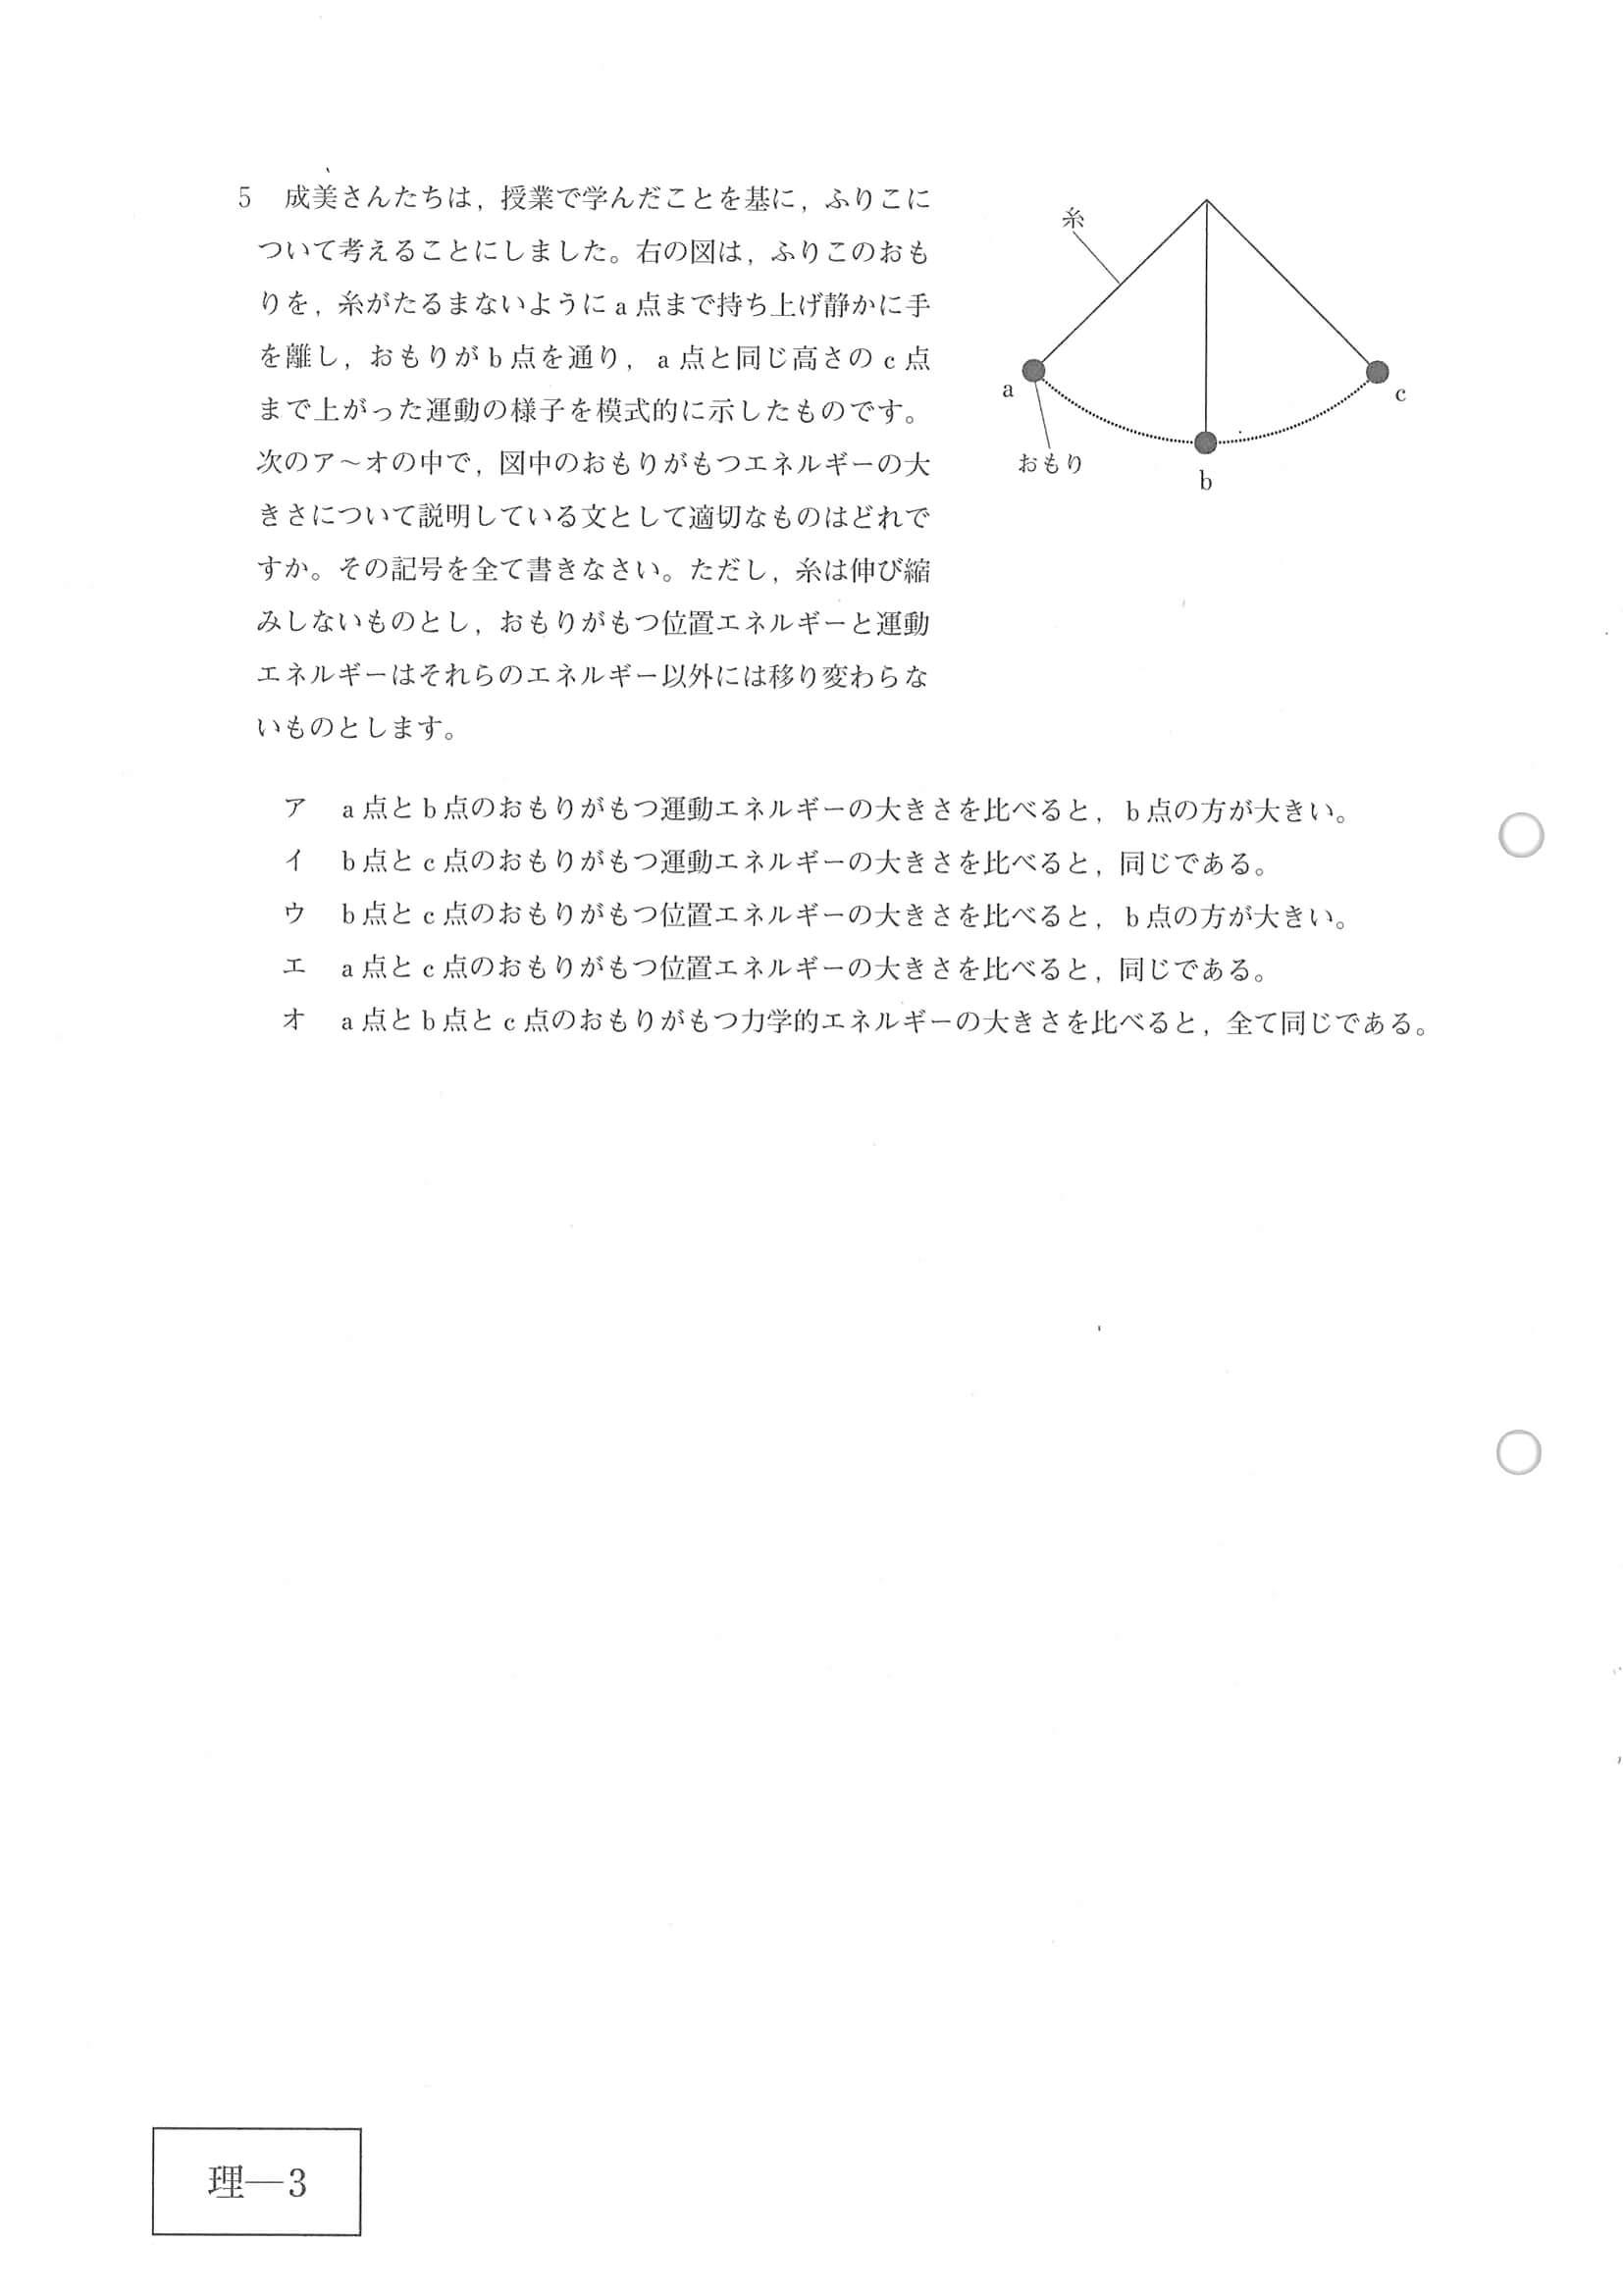 5　成美さんたちは，授業で学んだことを基に，ふりこに
ついて考えることにしました。右の図は，ふりこのおも
りを，糸がたるまないようにa点まで持ち上げ静かに手
を離し，おもりがb点を通り，a点と同じ高さのc点
まで上がった運動の様子を模式的に示したものです。
次のア～オの中で，図中のおもりがもつエネルギーの大
きさについて説明している文として適切なものはどれで
すか。その記号を全て書きなさい。ただし，糸は伸び縮
みしないものとし，おもりがもつ位置エネルギーと運動
エネルギーはそれらのエネルギー以外には移り変わらな
いものとします。
糸
a
おもり
b
c
ア　a点とb点のおもりがもつ運動エネルギーの大きさを比べると，b点の方が大きい。
イ　b点とc点のおもりがもつ運動エネルギーの大きさを比べると，同じである。
ウ　b点とc点のおもりがもつ位置エネルギーの大きさを比べると，b点の方が大きい。
エ　a点とc点のおもりがもつ位置エネルギーの大きさを比べると，同じである。
オ　a点とb点とc点のおもりがもつ力学的エネルギーの大きさを比べると，全て同じである。
理―3